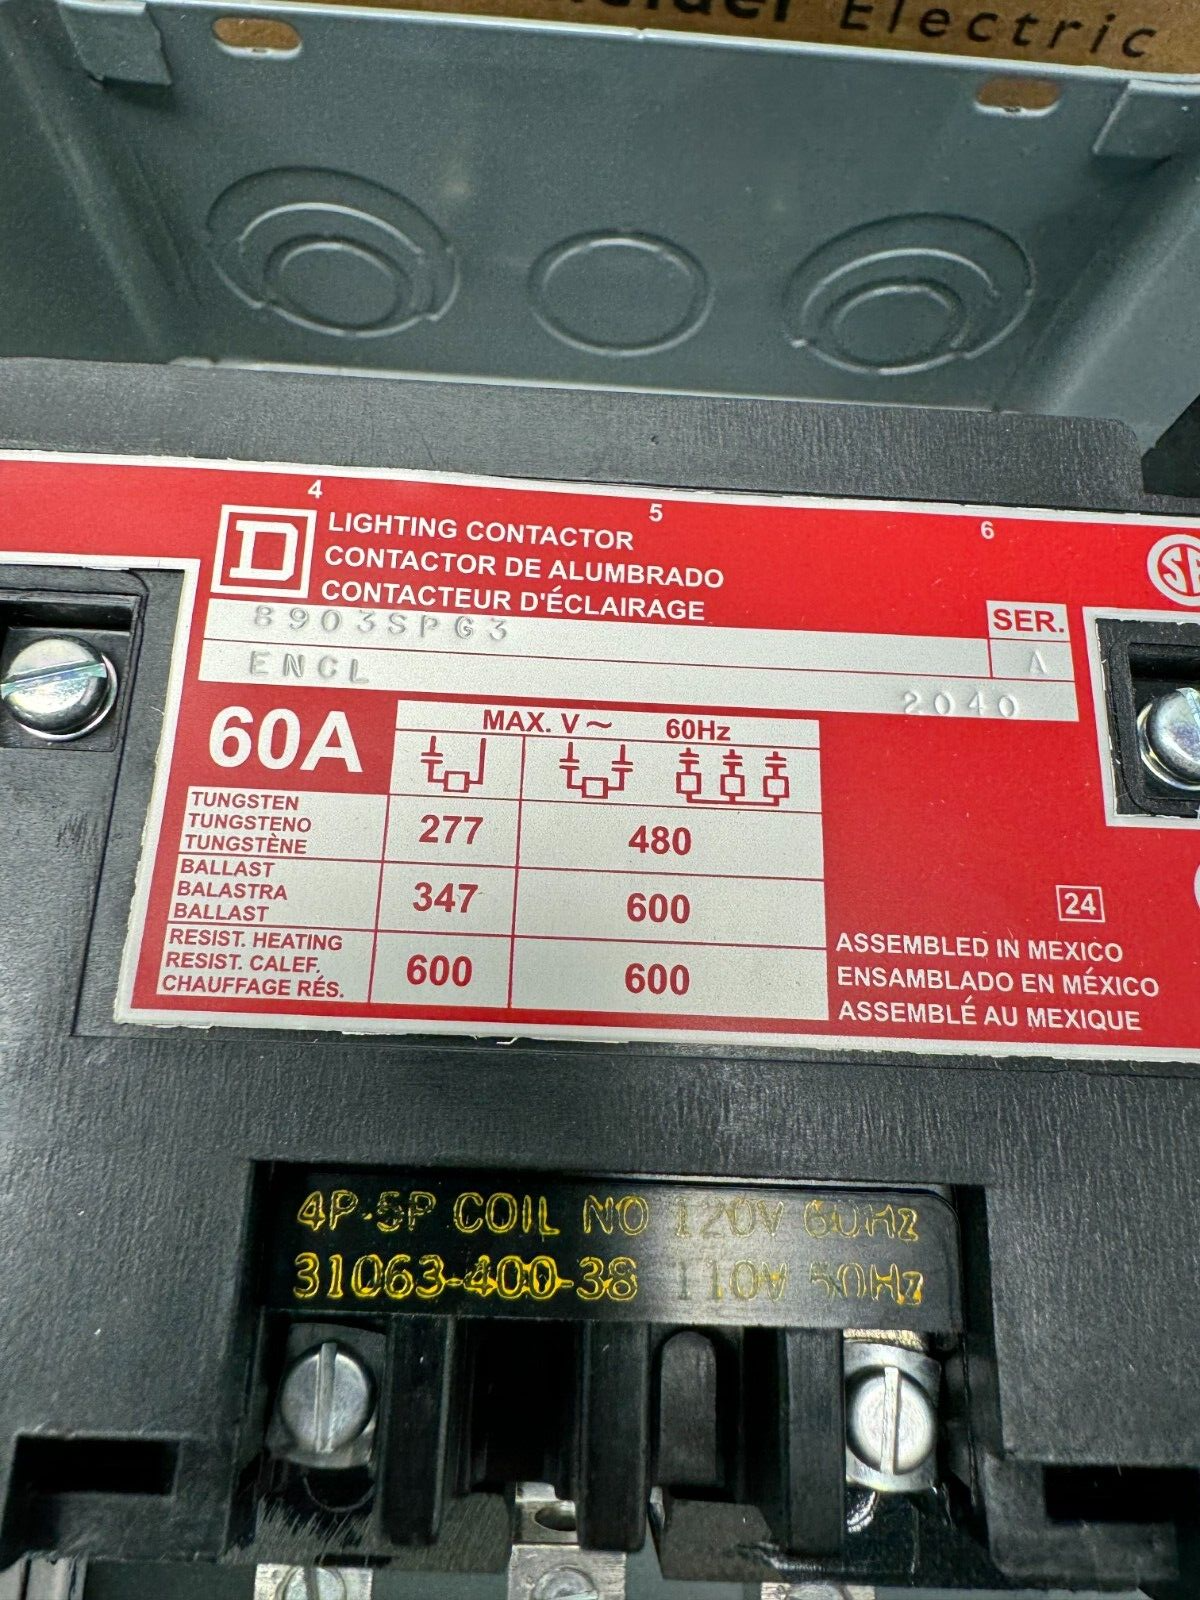 Electric
4 5 6
D
LIGHTING CONTACTOR
CONTACTOR DE ALUMBRADO
CONTACTEUR D'ÉCLAIRAGE
8903SPG3
SER.
ENCL
A
2040
60A
MAX. V ~ 60Hz
TUNGSTEN
TUNGSTENO
TUNGSTÈNE
277 480
BALLAST
BALASTRA
BALLAST
347 600
RESIST. HEATING
RESIST. CALEF.
CHAUFFAGE RÉS.
600 600
24
ASSEMBLED IN MEXICO
ENSAMBLADO EN MÉXICO
ASSEMBLÉ AU MEXIQUE
4P-5P COIL NO 120V 60Hz
31063-400-38 110V 50Hz